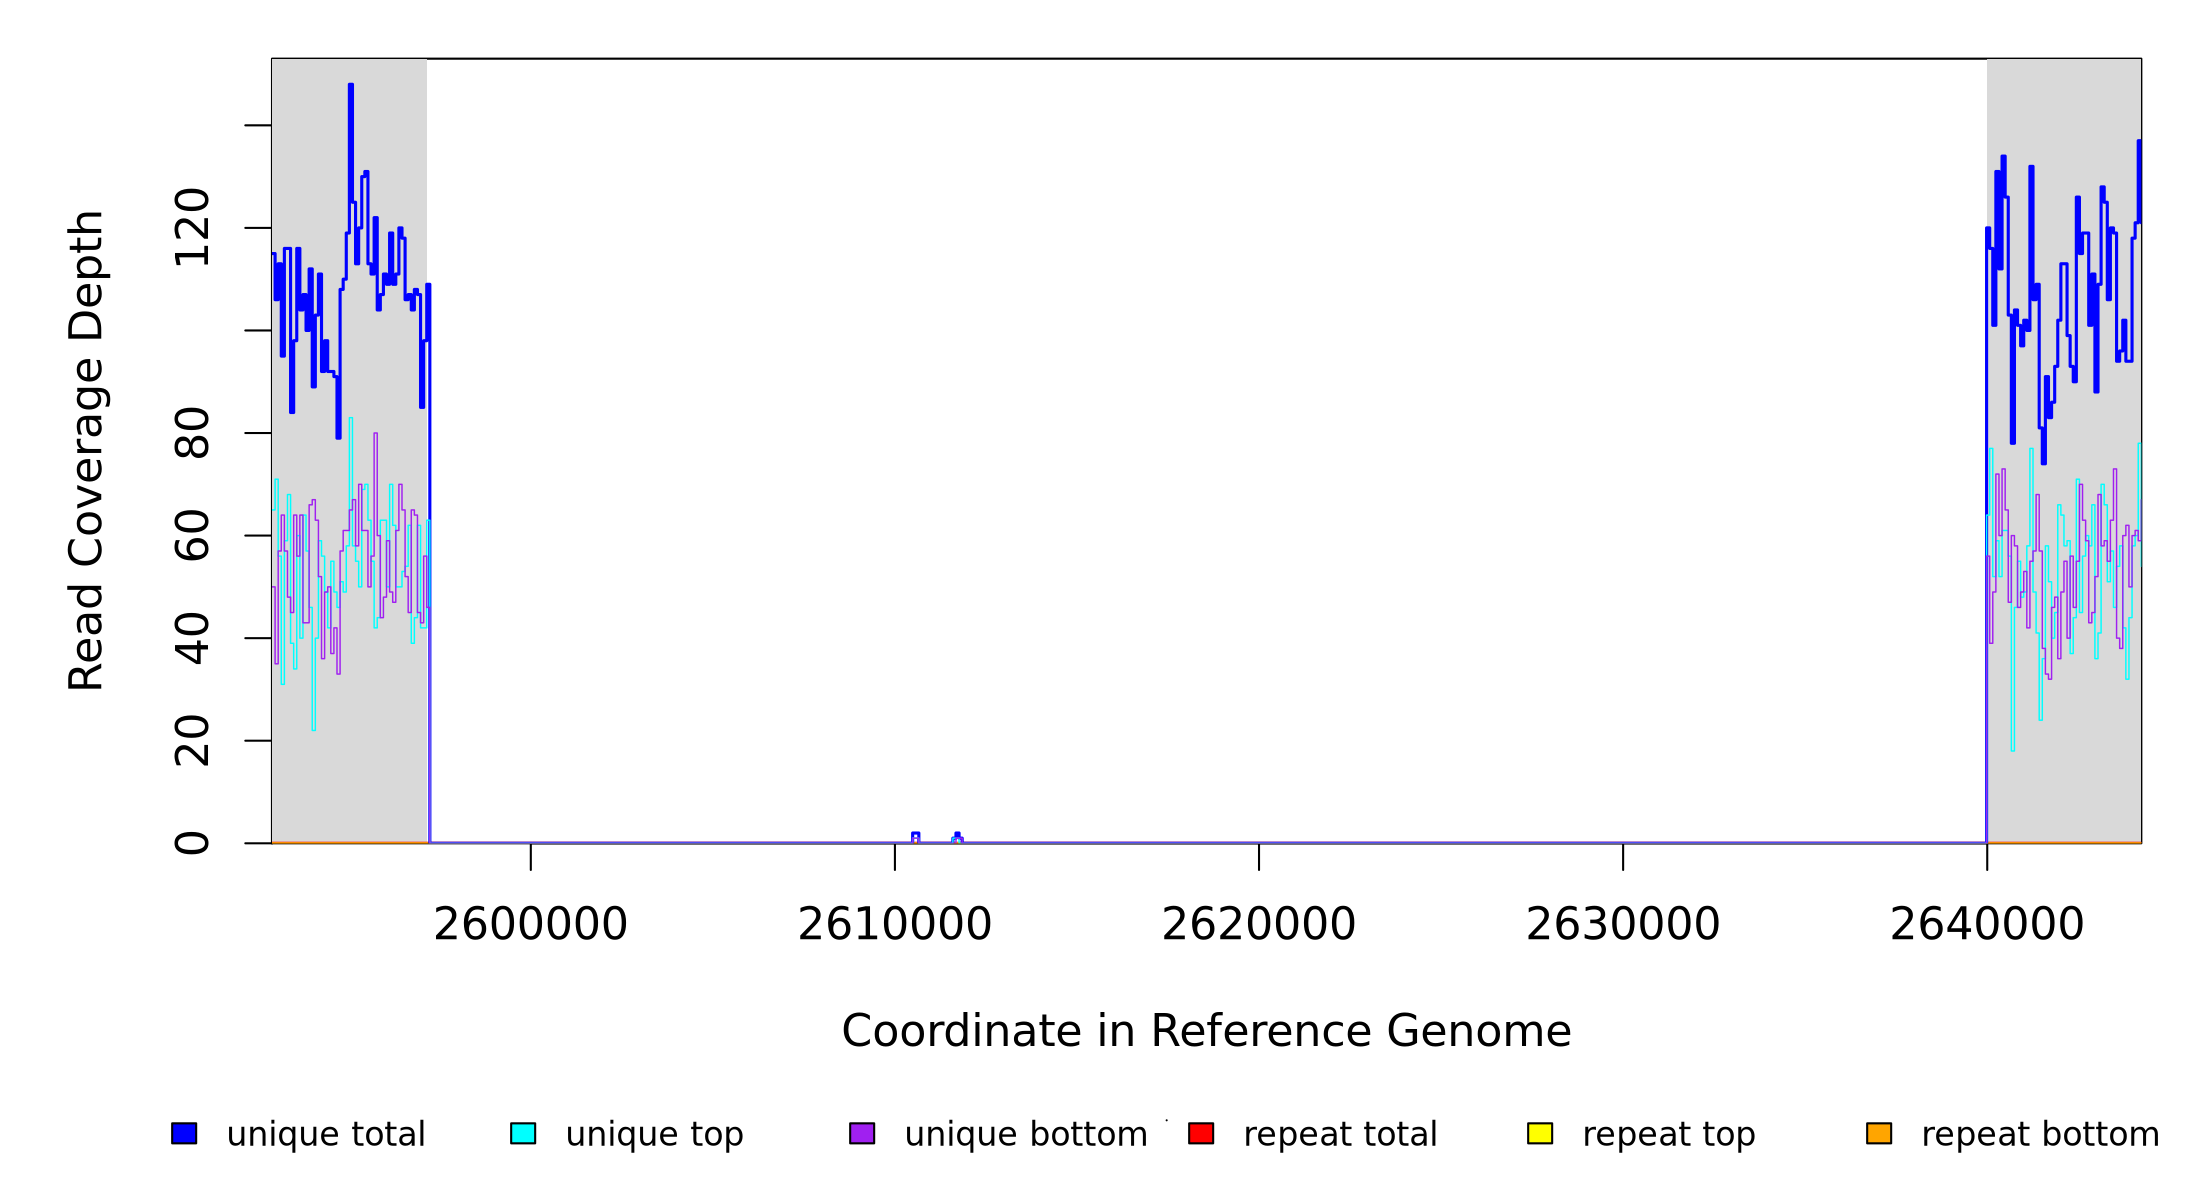 Read Coverage Depth
120
80
60
40
20
0
2600000 2610000 2620000 2630000 2640000
Coordinate in Reference Genome
unique total unique top unique bottom repeat total repeat top repeat bottom